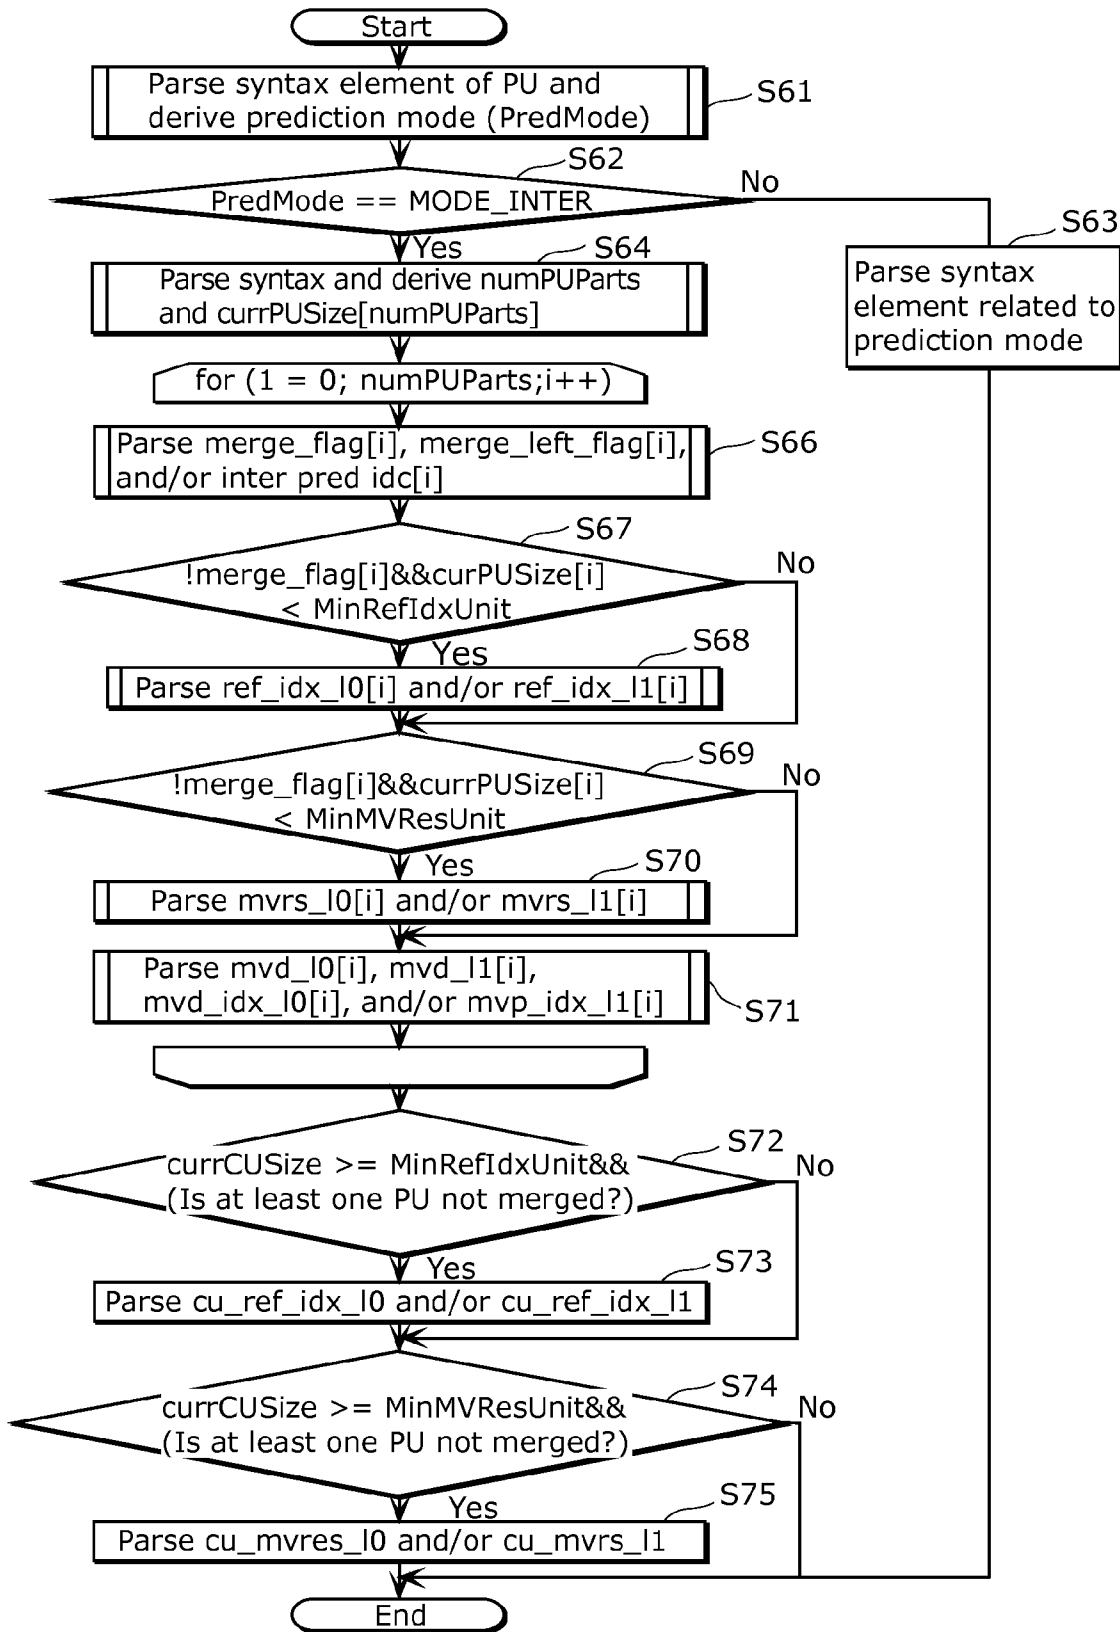 Start
Parse syntax element of PU and
derive prediction mode (PredMode)
S61
S62
PredMode == MODE_INTER
No
Yes
S63
Parse syntax
element related to
prediction mode
S64
Parse syntax and derive numPUParts
and currPUSize[numPUParts]
for (1 = 0; numPUParts;i++)
Parse merge_flag[i], merge_left_flag[i],
and/or inter pred idc[i]
S66
S67
!merge_flag[i]&&curPUSize[i]
< MinRefIdxUnit
No
Yes
S68
Parse ref_idx_l0[i] and/or ref_idx_l1[i]
S69
!merge_flag[i]&&currPUSize[i]
< MinMVResUnit
No
Yes
S70
Parse mvrs_l0[i] and/or mvrs_l1[i]
Parse mvd_l0[i], mvd_l1[i],
mvd_idx_l0[i], and/or mvp_idx_l1[i]
S71
S72
currCUSize >= MinRefIdxUnit&&
(Is at least one PU not merged?)
No
Yes
S73
Parse cu_ref_idx_l0 and/or cu_ref_idx_l1
S74
currCUSize >= MinMVResUnit&&
(Is at least one PU not merged?)
No
Yes
S75
Parse cu_mvres_l0 and/or cu_mvrs_l1
End